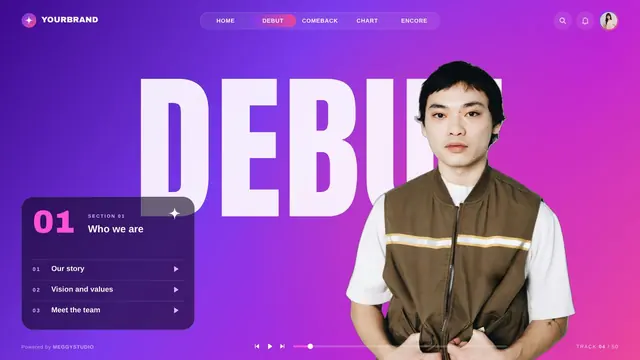 YOURBRAND
HOME DEBUT COMEBACK CHART ENCORE
DEBU
01
SECTION 01
Who we are
01 Our story
02 Vision and values
03 Meet the team
Powered by MEGGYSTUDIO
TRACK 04 / 50